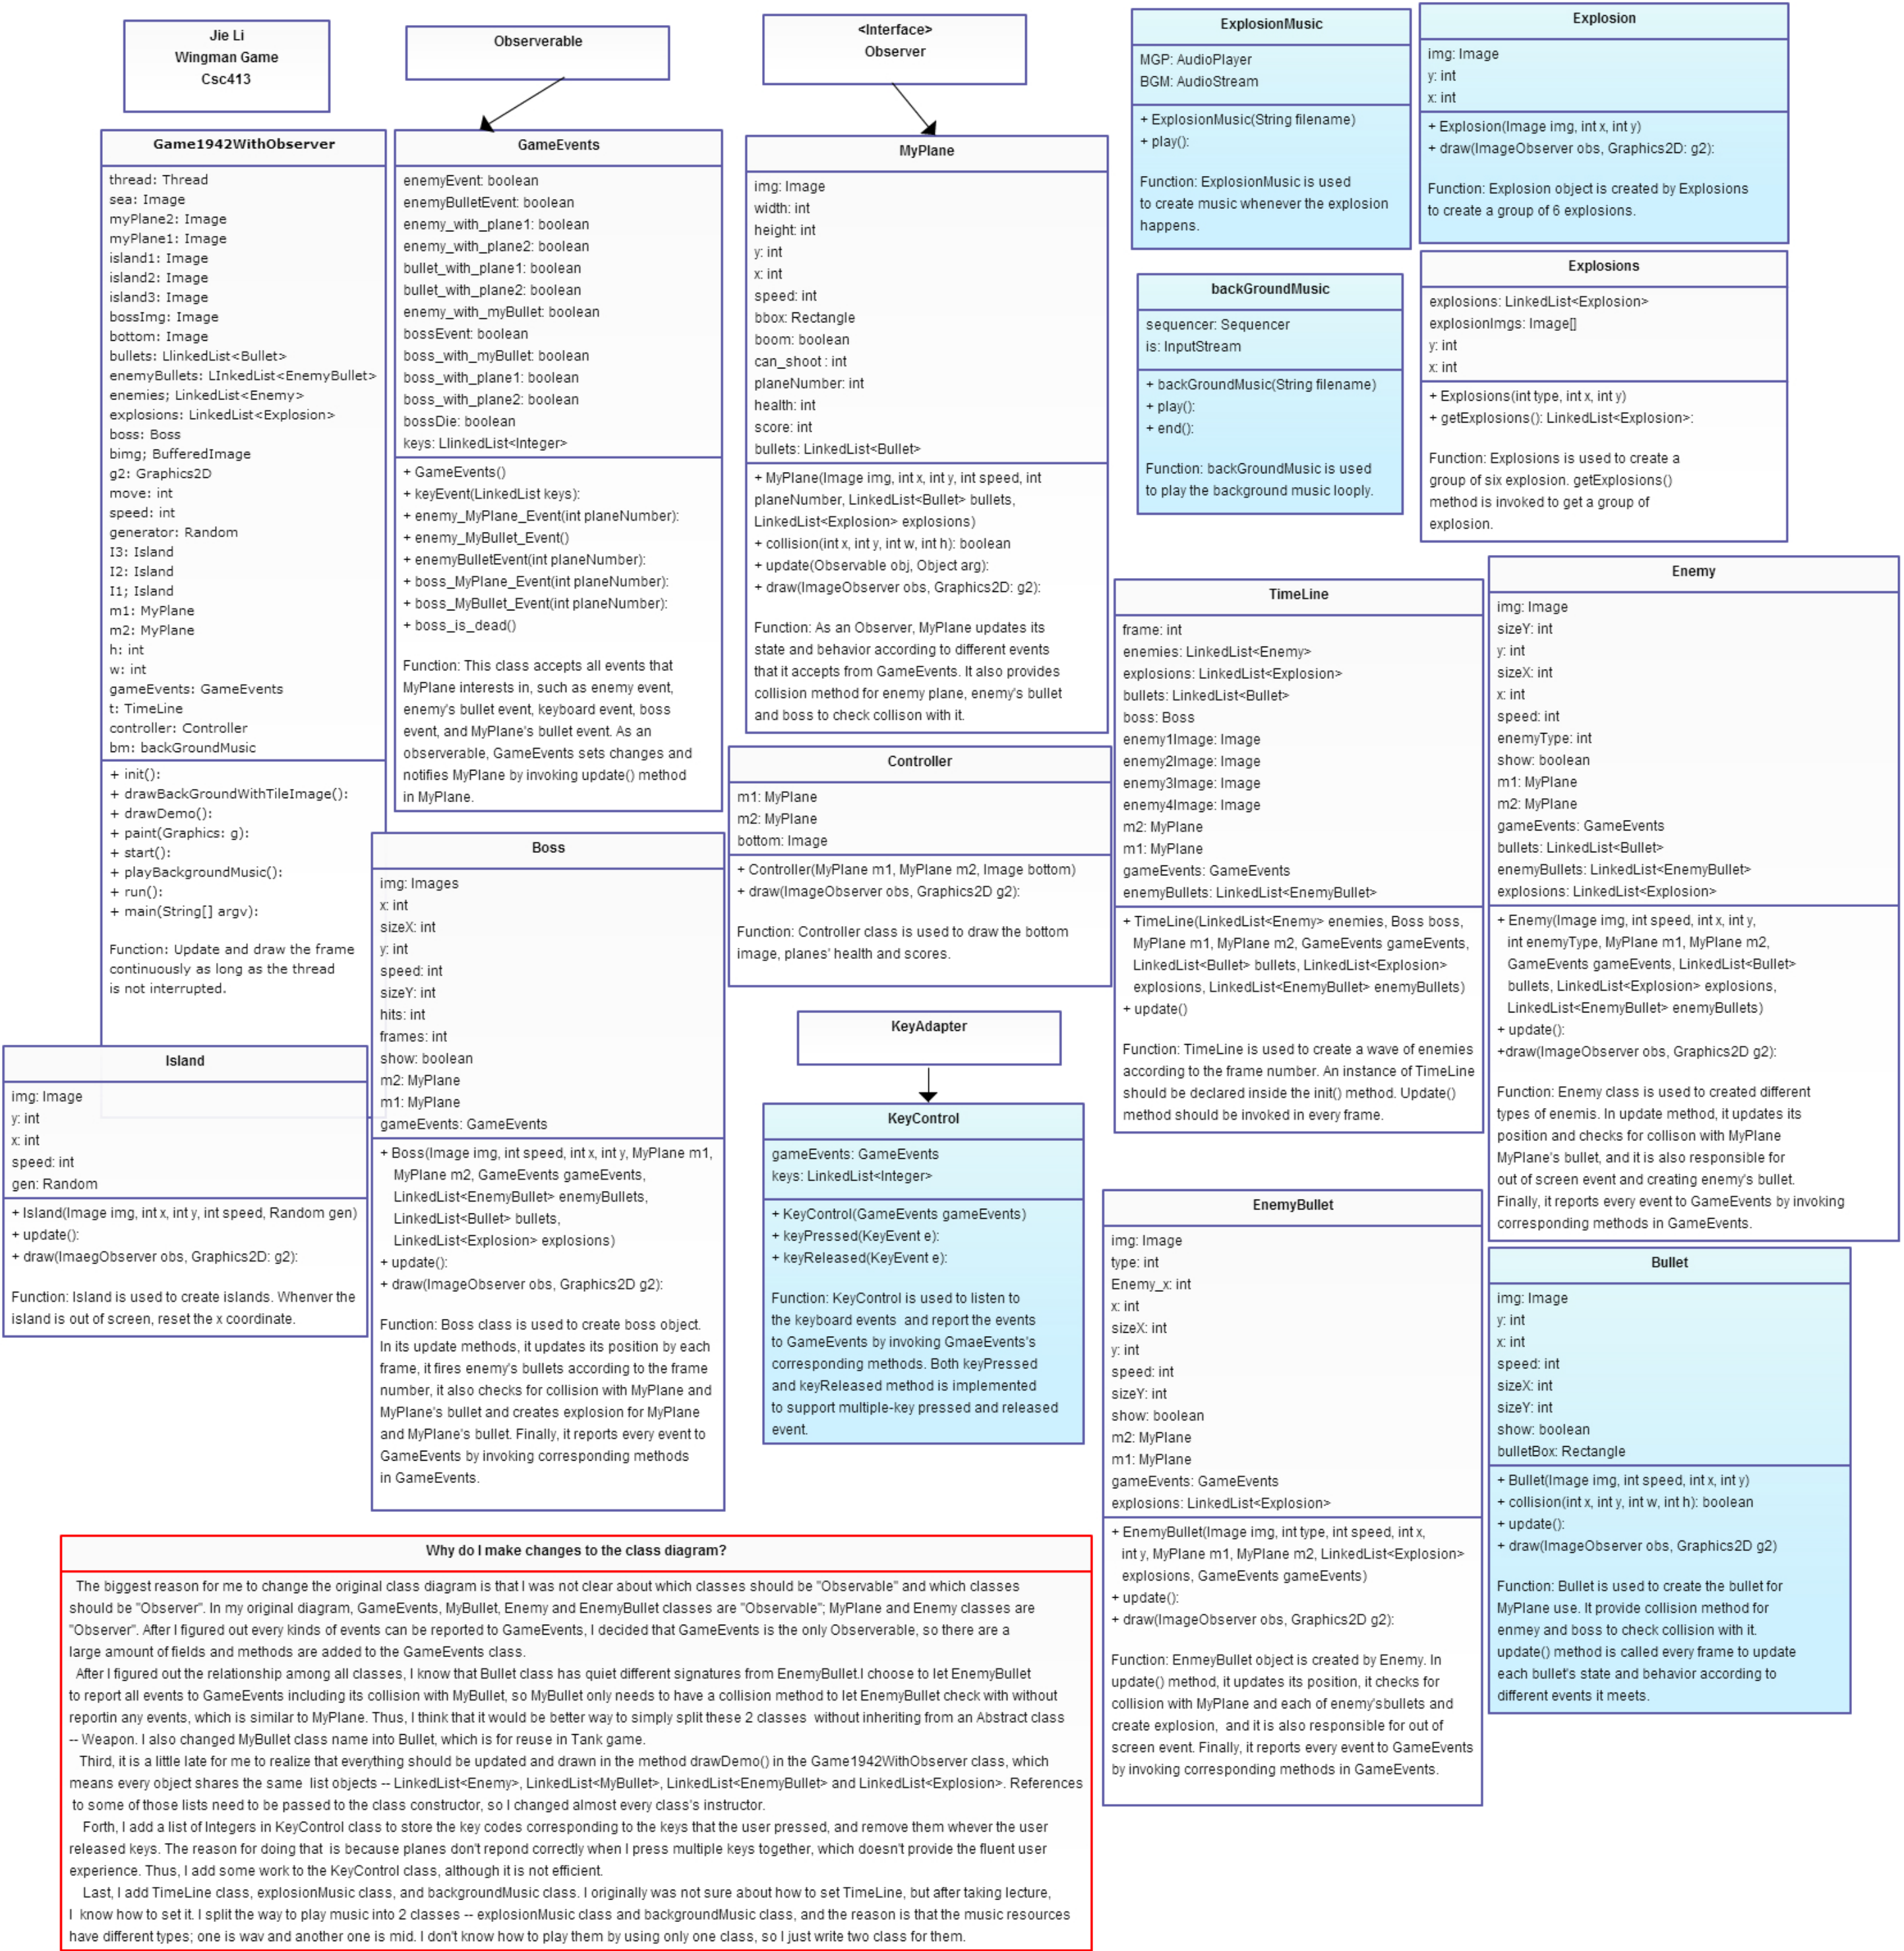 Jie Li
Wingman Game
Csc413
Observerable
<Interface>
Observer
ExplosionMusic
MGP: AudioPlayer
BGM: AudioStream
+ ExplosionMusic(String filename)
+ play():
Function: ExplosionMusic is used
to create music whenever the explosion
happens.
Explosion
img: Image
y: int
x: int
+ Explosion(Image img, int x, int y)
+ draw(ImageObserver obs, Graphics2D: g2):
Function: Explosion object is created by Explosions
to create a group of 6 explosions.
Game1942WithObserver
thread: Thread
sea: Image
myPlane2: Image
myPlane1: Image
island1: Image
island2: Image
island3: Image
bossImg: Image
bottom: Image
bullets: LlinkedList<Bullet>
enemyBullets: LInkedList<EnemyBullet>
enemies; LinkedList<Enemy>
explosions: LinkedList<Explosion>
boss: Boss
bimg; BufferedImage
g2: Graphics2D
move: int
speed: int
generator: Random
I3: Island
I2: Island
I1; Island
m1: MyPlane
m2: MyPlane
h: int
w: int
gameEvents: GameEvents
t: TimeLine
controller: Controller
bm: backGroundMusic
+ init():
+ drawBackGroundWithTileImage():
+ drawDemo():
+ paint(Graphics: g):
+ start():
+ playBackgroundMusic():
+ run():
+ main(String[] argv):
Function: Update and draw the frame
continuously as long as the thread
is not interrupted.
GameEvents
enemyEvent: boolean
enemyBulletEvent: boolean
enemy_with_plane1: boolean
enemy_with_plane2: boolean
bullet_with_plane1: boolean
bullet_with_plane2: boolean
enemy_with_myBullet: boolean
bossEvent: boolean
boss_with_myBullet: boolean
boss_with_plane1: boolean
boss_with_plane2: boolean
bossDie: boolean
keys: LlinkedList<Integer>
+ GameEvents()
+ keyEvent(LinkedList keys):
+ enemy_MyPlane_Event(int planeNumber):
+ enemy_MyBullet_Event()
+ enemyBulletEvent(int planeNumber):
+ boss_MyPlane_Event(int planeNumber):
+ boss_MyBullet_Event(int planeNumber):
+ boss_is_dead()
Function: This class accepts all events that
MyPlane interests in, such as enemy event,
enemy's bullet event, keyboard event, boss
event, and MyPlane's bullet event. As an
observerable, GameEvents sets changes and
notifies MyPlane by invoking update() method
in MyPlane.
MyPlane
img: Image
width: int
height: int
y: int
x: int
speed: int
bbox: Rectangle
boom: boolean
can_shoot : int
planeNumber: int
health: int
score: int
bullets: LinkedList<Bullet>
+ MyPlane(Image img, int x, int y, int speed, int
planeNumber, LinkedList<Bullet> bullets,
LinkedList<Explosion> explosions)
+ collision(int x, int y, int w, int h): boolean
+ update(Observable obj, Object arg):
+ draw(ImageObserver obs, Graphics2D: g2):
Function: As an Observer, MyPlane updates its
state and behavior according to different events
that it accepts from GameEvents. It also provides
collision method for enemy plane, enemy's bullet
and boss to check collison with it.
backGroundMusic
sequencer: Sequencer
is: InputStream
+ backGroundMusic(String filename)
+ play():
+ end():
Function: backGroundMusic is used
to play the background music looply.
Explosions
explosions: LinkedList<Explosion>
explosionImgs: Image[]
y: int
x: int
+ Explosions(int type, int x, int y)
+ getExplosions(): LinkedList<Explosion>:
Function: Explosions is used to create a
group of six explosion. getExplosions()
method is invoked to get a group of
explosion.
Controller
m1: MyPlane
m2: MyPlane
bottom: Image
+ Controller(MyPlane m1, MyPlane m2, Image bottom)
+ draw(ImageObserver obs, Graphics2D g2):
Function: Controller class is used to draw the bottom
image, planes' health and scores.
TimeLine
frame: int
enemies: LinkedList<Enemy>
explosions: LinkedList<Explosion>
bullets: LinkedList<Bullet>
boss: Boss
enemy1Image: Image
enemy2Image: Image
enemy3Image: Image
enemy4Image: Image
m2: MyPlane
m1: MyPlane
gameEvents: GameEvents
enemyBullets: LinkedList<EnemyBullet>
+ TimeLine(LinkedList<Enemy> enemies, Boss boss,
MyPlane m1, MyPlane m2, GameEvents gameEvents,
LinkedList<Bullet> bullets, LinkedList<Explosion>
explosions, LinkedList<EnemyBullet> enemyBullets)
+ update()
Function: TimeLine is used to create a wave of enemies
according to the frame number. An instance of TimeLine
should be declared inside the init() method. Update()
method should be invoked in every frame.
Enemy
img: Image
sizeY: int
y: int
sizeX: int
x: int
speed: int
enemyType: int
show: boolean
m1: MyPlane
m2: MyPlane
gameEvents: GameEvents
bullets: LinkedList<Bullet>
enemyBullets: LinkedList<EnemyBullet>
explosions: LinkedList<Explosion>
+ Enemy(Image img, int speed, int x, int y,
int enemyType, MyPlane m1, MyPlane m2,
GameEvents gameEvents, LinkedList<Bullet>
bullets, LinkedList<Explosion> explosions,
LinkedList<EnemyBullet> enemyBullets)
+ update():
+draw(ImageObserver obs, Graphics2D g2):
Function: Enemy class is used to created different
types of enemis. In update method, it updates its
position and checks for collison with MyPlane
MyPlane's bullet, and it is also responsible for
out of screen event and creating enemy's bullet.
Finally, it reports every event to GameEvents by invoking
corresponding methods in GameEvents.
Boss
img: Images
x: int
sizeX: int
y: int
speed: int
sizeY: int
hits: int
frames: int
show: boolean
m2: MyPlane
m1: MyPlane
gameEvents: GameEvents
+ Boss(Image img, int speed, int x, int y, MyPlane m1,
MyPlane m2, GameEvents gameEvents,
LinkedList<EnemyBullet> enemyBullets,
LinkedList<Bullet> bullets,
LinkedList<Explosion> explosions)
+ update():
+ draw(ImageObserver obs, Graphics2D g2):
Function: Boss class is used to create boss object.
In its update methods, it updates its position by each
frame, it fires enemy's bullets according to the frame
number, it also checks for collision with MyPlane and
MyPlane's bullet and creates explosion for MyPlane
and MyPlane's bullet. Finally, it reports every event to
GameEvents by invoking corresponding methods
in GameEvents.
Island
img: Image
y: int
x: int
speed: int
gen: Random
+ Island(Image img, int x, int y, int speed, Random gen)
+ update():
+ draw(ImaegObserver obs, Graphics2D: g2):
Function: Island is used to create islands. Whenver the
island is out of screen, reset the x coordinate.
KeyAdapter
KeyControl
gameEvents: GameEvents
keys: LinkedList<Integer>
+ KeyControl(GameEvents gameEvents)
+ keyPressed(KeyEvent e):
+ keyReleased(KeyEvent e):
Function: KeyControl is used to listen to
the keyboard events and report the events
to GameEvents by invoking GmaeEvents's
corresponding methods. Both keyPressed
and keyReleased method is implemented
to support multiple-key pressed and released
event.
EnemyBullet
img: Image
type: int
Enemy_x: int
x: int
sizeX: int
y: int
speed: int
sizeY: int
show: boolean
m2: MyPlane
m1: MyPlane
gameEvents: GameEvents
explosions: LinkedList<Explosion>
+ EnemyBullet(Image img, int type, int speed, int x,
int y, MyPlane m1, MyPlane m2, LinkedList<Explosion>
explosions, GameEvents gameEvents)
+ update():
+ draw(ImageObserver obs, Graphics2D g2):
Function: EnmeyBullet object is created by Enemy. In
update() method, it updates its position, it checks for
collision with MyPlane and each of enemy'sbullets and
create explosion, and it is also responsible for out of
screen event. Finally, it reports every event to GameEvents
by invoking corresponding methods in GameEvents.
Bullet
img: Image
y: int
x: int
speed: int
sizeX: int
sizeY: int
show: boolean
bulletBox: Rectangle
+ Bullet(Image img, int speed, int x, int y)
+ collision(int x, int y, int w, int h): boolean
+ update():
+ draw(ImageObserver obs, Graphics2D g2)
Function: Bullet is used to create the bullet for
MyPlane use. It provide collision method for
enmey and boss to check collision with it.
update() method is called every frame to update
each bullet's state and behavior according to
different events it meets.
Why do I make changes to the class diagram?
The biggest reason for me to change the original class diagram is that I was not clear about which classes should be "Observable" and which classes
should be "Observer". In my original diagram, GameEvents, MyBullet, Enemy and EnemyBullet classes are "Observable"; MyPlane and Enemy classes are
"Observer". After I figured out every kinds of events can be reported to GameEvents, I decided that GameEvents is the only Observerable, so there are a
large amount of fields and methods are added to the GameEvents class.
After I figured out the relationship among all classes, I know that Bullet class has quiet different signatures from EnemyBullet.I choose to let EnemyBullet
to report all events to GameEvents including its collision with MyBullet, so MyBullet only needs to have a collision method to let EnemyBullet check with without
reportin any events, which is similar to MyPlane. Thus, I think that it would be better way to simply split these 2 classes without inheriting from an Abstract class
-- Weapon. I also changed MyBullet class name into Bullet, which is for reuse in Tank game.
Third, it is a little late for me to realize that everything should be updated and drawn in the method drawDemo() in the Game1942WithObserver class, which
means every object shares the same list objects -- LinkedList<Enemy>, LinkedList<MyBullet>, LinkedList<EnemyBullet> and LinkedList<Explosion>. References
to some of those lists need to be passed to the class constructor, so I changed almost every class's instructor.
Forth, I add a list of Integers in KeyControl class to store the key codes corresponding to the keys that the user pressed, and remove them whever the user
released keys. The reason for doing that is because planes don't repond correctly when I press multiple keys together, which doesn't provide the fluent user
experience. Thus, I add some work to the KeyControl class, although it is not efficient.
Last, I add TimeLine class, explosionMusic class, and backgroundMusic class. I originally was not sure about how to set TimeLine, but after taking lecture,
I know how to set it. I split the way to play music into 2 classes -- explosionMusic class and backgroundMusic class, and the reason is that the music resources
have different types; one is wav and another one is mid. I don't know how to play them by using only one class, so I just write two class for them.